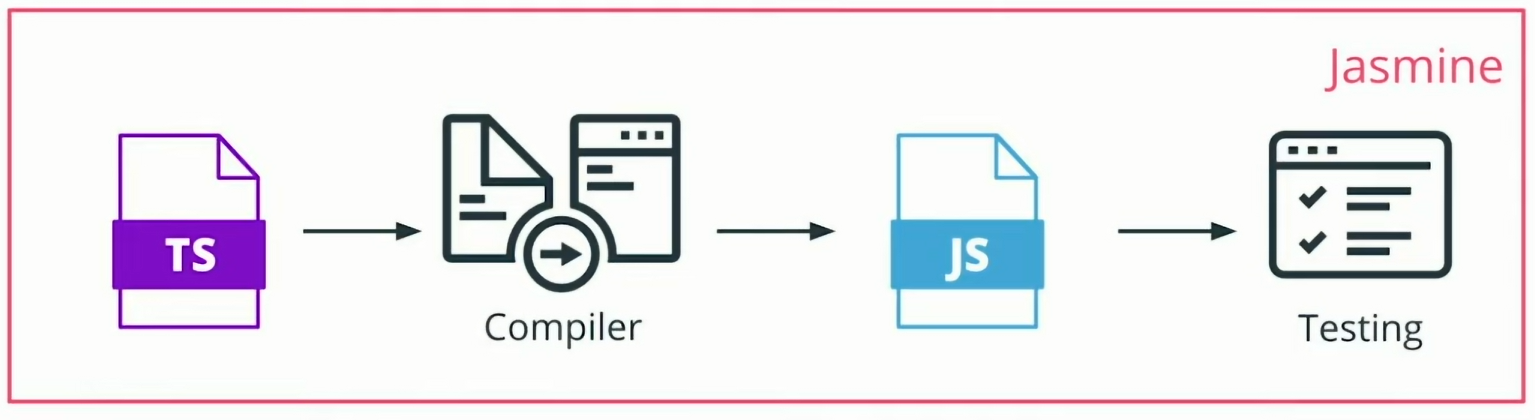 Jasmine
TS
JS
Compiler
Testing